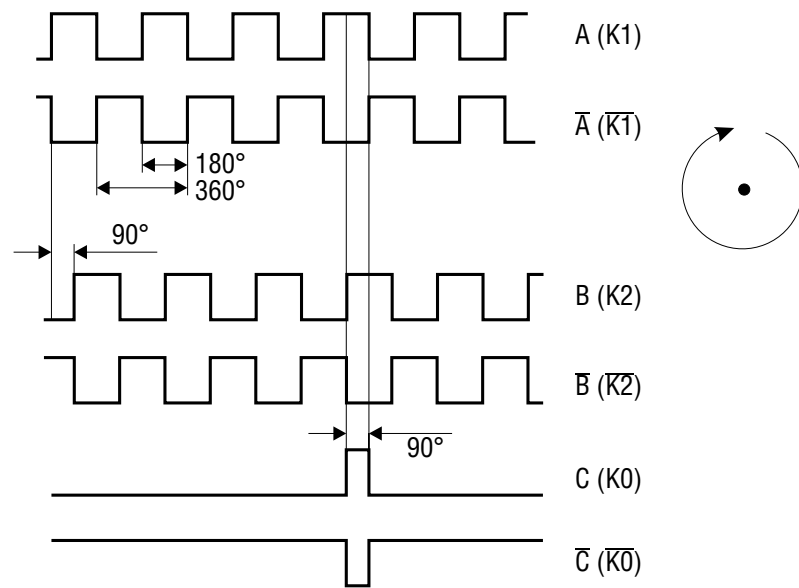 A (K1)
A̅ (K̅1̅)
180°
360°
90°
B (K2)
B̅ (K̅2̅)
90°
C (K0)
C̅ (K̅0̅)